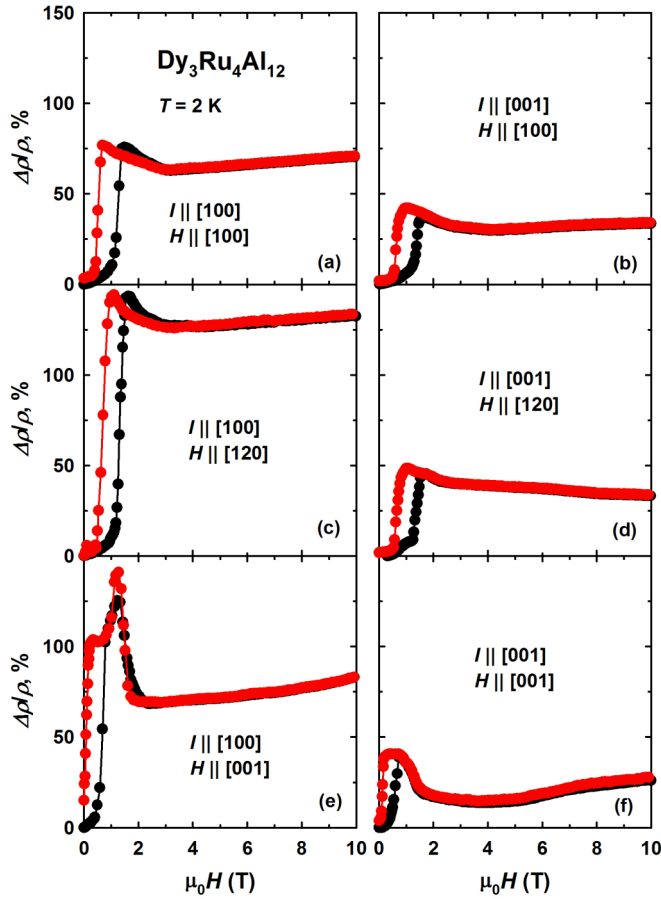 Dy3Ru4Al12
T = 2 K
I || [100]
H || [100]
(a)
150
100
50
0
Δρ/ρ, %
I || [001]
H || [100]
(b)
I || [100]
H || [120]
(c)
100
50
0
Δρ/ρ, %
I || [001]
H || [120]
(d)
I || [100]
H || [001]
(e)
100
50
0
Δρ/ρ, %
0 2 4 6 8 10
μ0H (T)
I || [001]
H || [001]
(f)
0 2 4 6 8 10
μ0H (T)